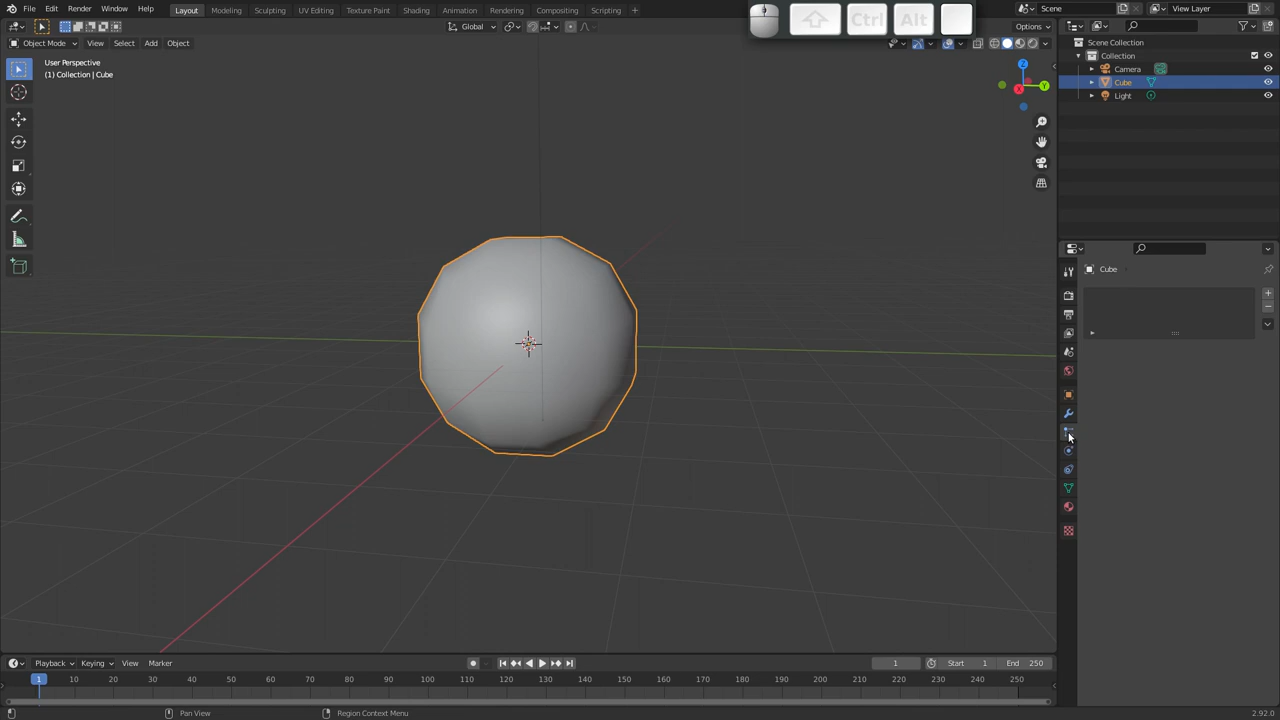 File Edit Render Window Help Layout Modeling Sculpting UV Editing Texture Paint Shading Animation Rendering Compositing Scripting Ctrl Alt Scene View Layer
Global Options
Object Mode View Select Add Object
User Perspective
(1) Collection | Cube
Z
Y
X
Scene Collection
Collection
Camera
Cube
Light
Cube
Playback Keying View Marker 1 Start 1 End 250
1 10 20 30 40 50 60 70 80 90 100 110 120 130 140 150 160 170 180 190 200 210 220 230 240 250
Pan View Region Context Menu 2.92.0